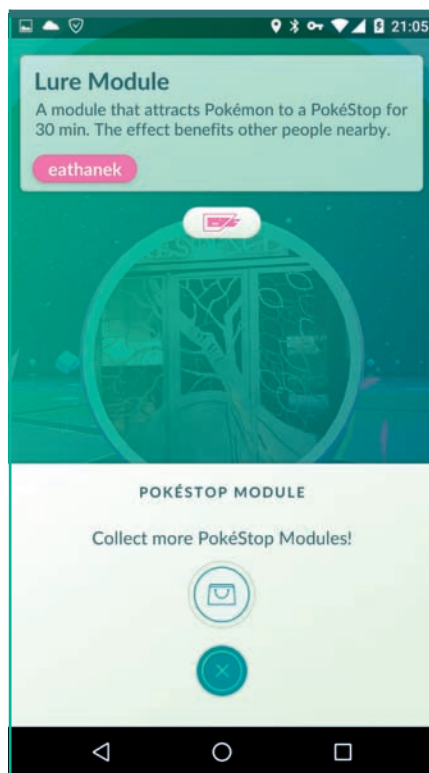 21:05
Lure Module
A module that attracts Pokémon to a PokéStop for
30 min. The effect benefits other people nearby.
eathanek
POKÉSTOP MODULE
Collect more PokéStop Modules!